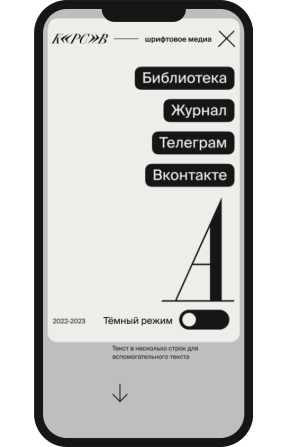 К«РС»В
шрифтовое медиа
Библиотека
Журнал
Телеграм
Вконтакте
А
2022-2023
Тёмный режим
Текст в несколько строк для
вспомогательного текста